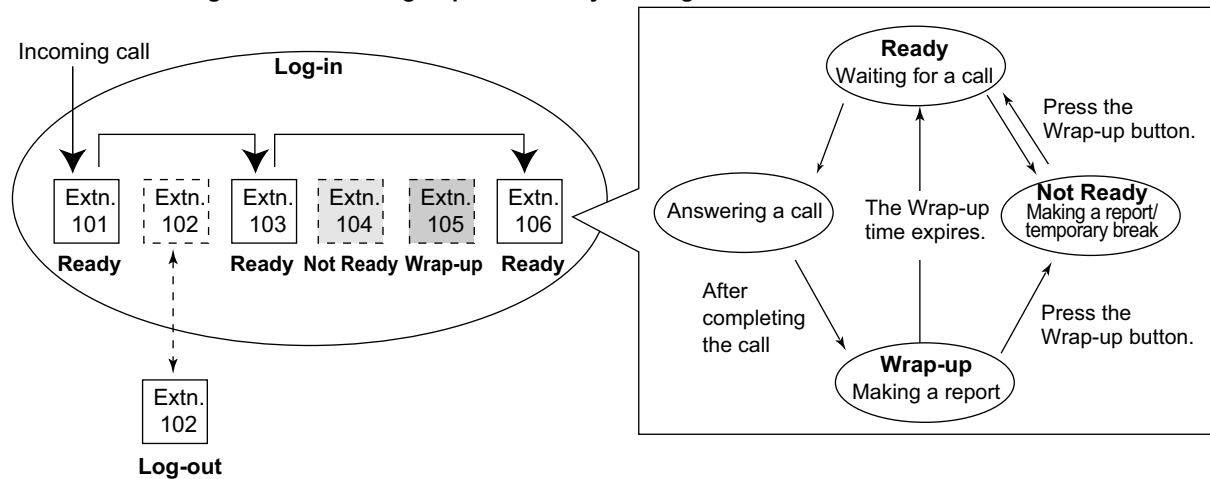 Incoming call
Log-in
Extn.
101
Extn.
102
Extn.
103
Extn.
104
Extn.
105
Extn.
106
Ready
Ready
Not Ready
Wrap-up
Ready
Extn.
102
Log-out
Ready
Waiting for a call
Press the
Wrap-up button.
Answering a call
The Wrap-up
time expires.
Not Ready
Making a report/
temporary break
After
completing
the call
Press the
Wrap-up button.
Wrap-up
Making a report